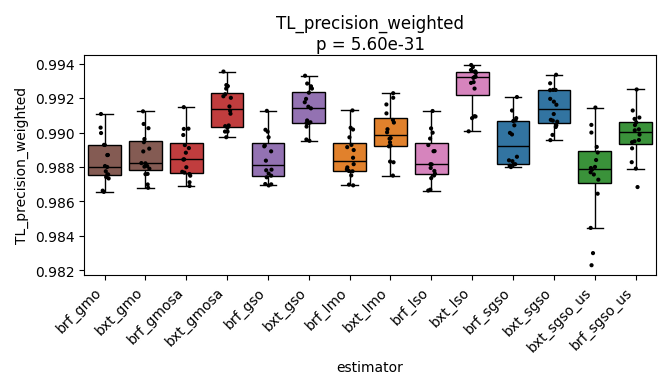 TL_precision_weighted
p = 5.60e-31
TL_precision_weighted
0.994
0.992
0.990
0.988
0.986
0.984
0.982
brf_gmo
bxt_gmo
brf_gmosa
bxt_gmosa
brf_gso
bxt_gso
brf_lmo
bxt_lmo
brf_lso
bxt_lso
brf_sgso
bxt_sgso
bxt_sgso_us
brf_sgso_us
estimator